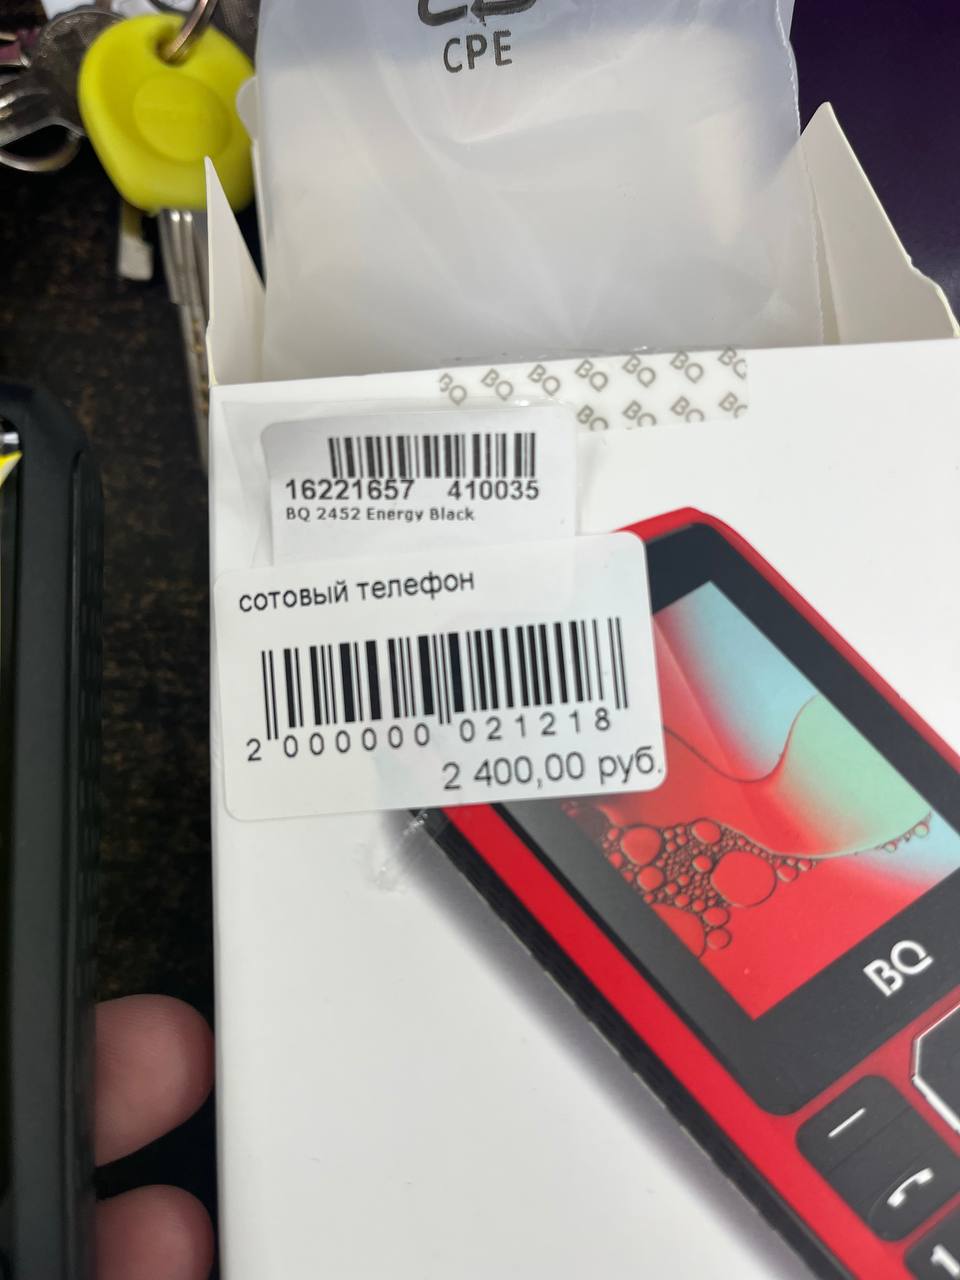 CPE
BQ BQ BQ BQ BQ BQ BQ
BQ BQ BQ BQ
16221657 410035
BQ 2452 Energy Black
сотовый телефон
2 000000 021218
2 400,00 руб.
BQ
1